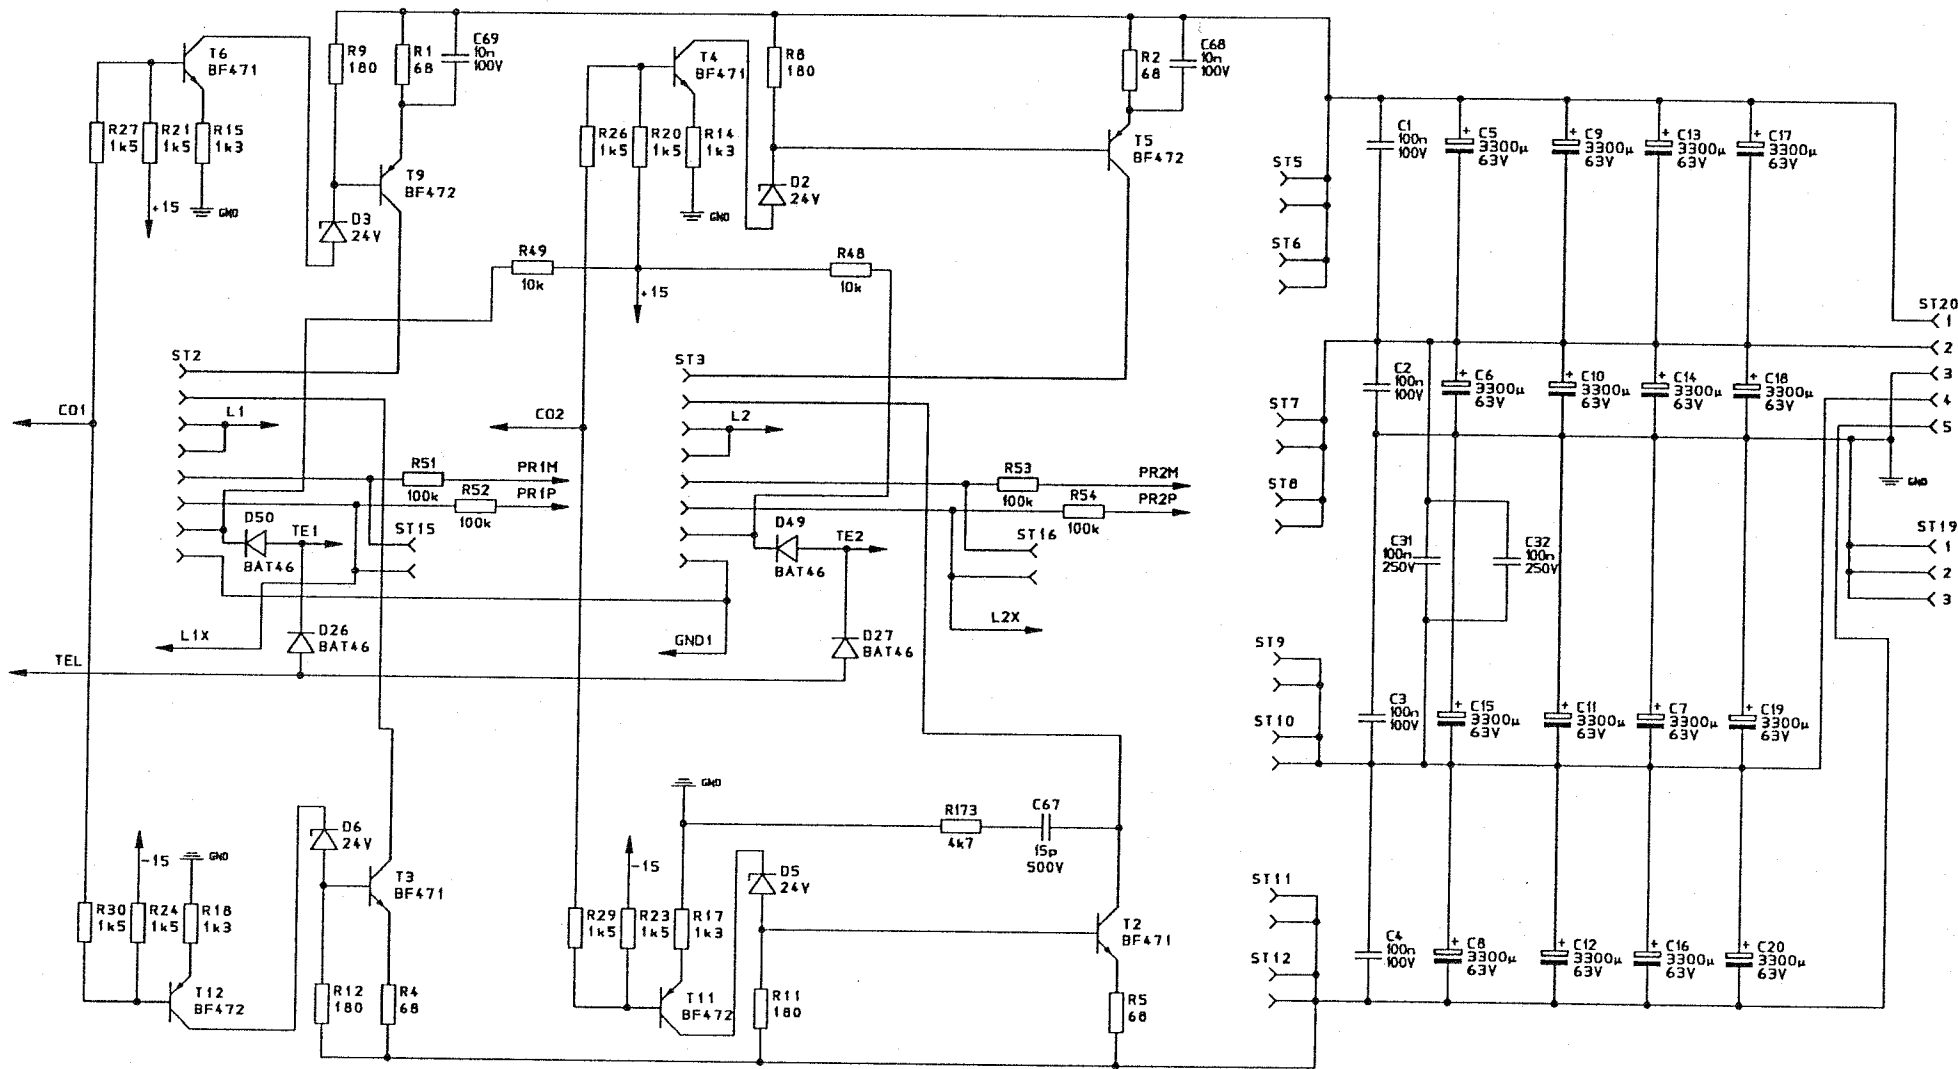 T6
BF471
R9
180
R1
68
C69
10n
100V
T4
BF471
R8
180
R2
68
C68
10n
100V
R27
1k5
R21
1k5
R15
1k3
+15
GND
T9
BF472
D3
24V
R26
1k5
R20
1k5
R14
1k3
GND
D2
24V
T5
BF472
R49
10k
+15
R48
10k
ST5
ST6
C1
100n
100V
+
C5
3300µ
63V
+
C9
3300µ
63V
+
C13
3300µ
63V
+
C17
3300µ
63V
ST20
1
2
3
4
5
ST2
CO1
L1
R51
100k
PR1M
R52
100k
PR1P
D50
BAT46
TE1
ST15
L1X
D26
BAT46
TEL
ST3
CO2
L2
R53
100k
PR2M
R54
100k
PR2P
D49
BAT46
TE2
ST16
L2X
GND1
D27
BAT46
ST7
ST8
C2
100n
100V
+
C6
3300µ
63V
+
C10
3300µ
63V
+
C14
3300µ
63V
+
C18
3300µ
63V
GND
C31
100n
250V
C32
100n
250V
ST19
1
2
3
ST9
ST10
C3
100n
100V
+
C15
3300µ
63V
+
C11
3300µ
63V
+
C7
3300µ
63V
+
C19
3300µ
63V
D6
24V
-15
GND
T3
BF471
R30
1k5
R24
1k5
R18
1k3
T12
BF472
R12
180
R4
68
GND
R173
4k7
C67
15p
500V
-15
D5
24V
R29
1k5
R23
1k5
R17
1k3
T2
BF471
T11
BF472
R11
180
R5
68
ST11
ST12
C4
100n
100V
+
C8
3300µ
63V
+
C12
3300µ
63V
+
C16
3300µ
63V
+
C20
3300µ
63V